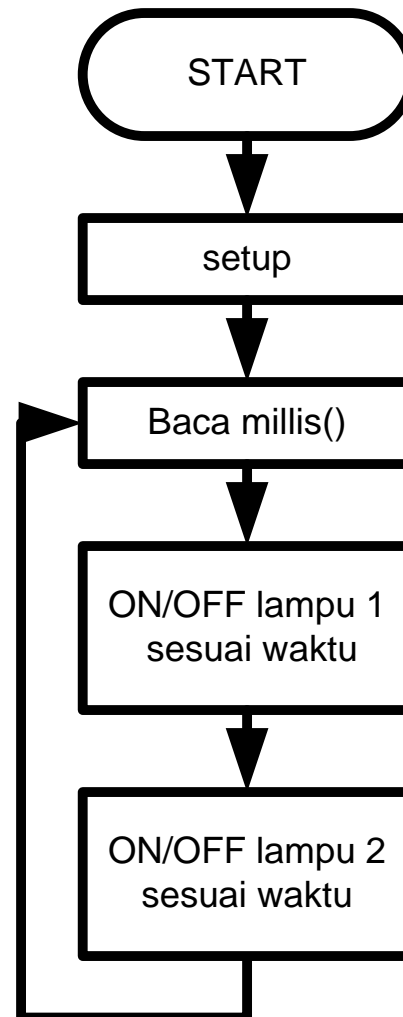 START
setup
Baca millis()
ON/OFF lampu 1
sesuai waktu
ON/OFF lampu 2
sesuai waktu